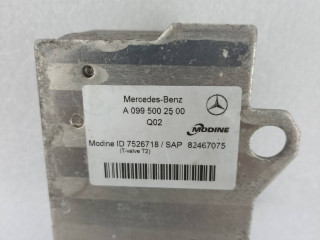 Mercedes-Benz
A 099 500 25 00
Q02
MODINE
Modine ID 7526718 / SAP 82467075
(T-valve T2)